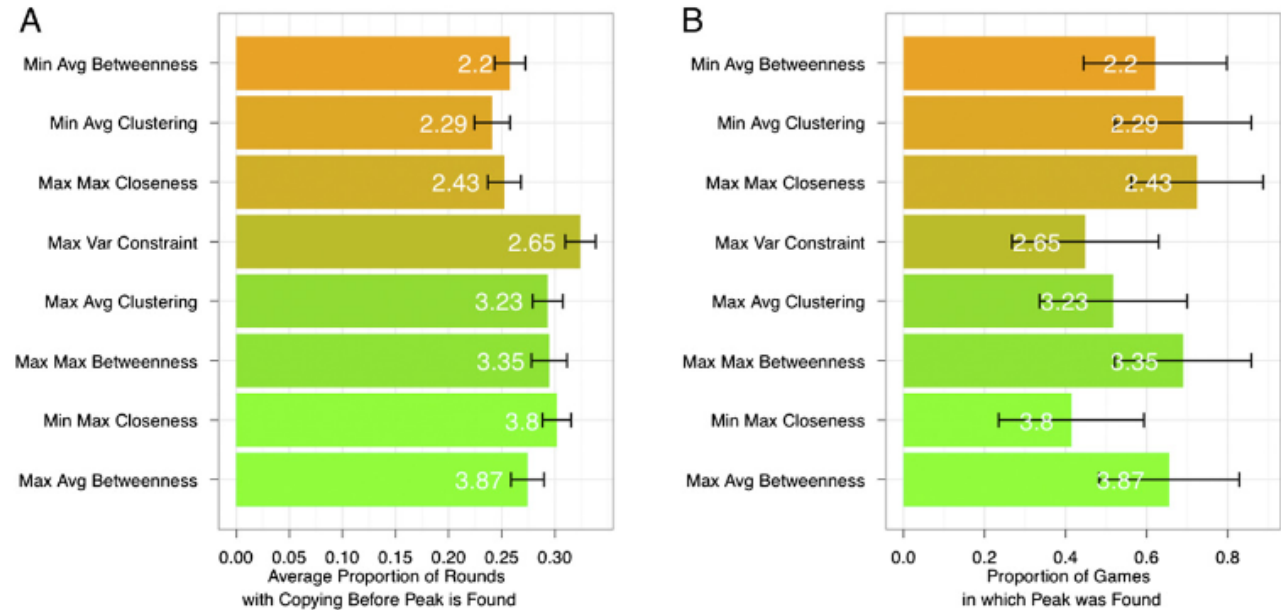 A
Min Avg Betweenness
2.2
Min Avg Clustering
2.29
Max Max Closeness
2.43
Max Var Constraint
2.65
Max Avg Clustering
3.23
Max Max Betweenness
3.35
Min Max Closeness
3.8
Max Avg Betweenness
3.87
0.00 0.05 0.10 0.15 0.20 0.25 0.30
Average Proportion of Rounds
with Copying Before Peak is Found
B
Min Avg Betweenness
2.2
Min Avg Clustering
2.29
Max Max Closeness
2.43
Max Var Constraint
2.65
Max Avg Clustering
3.23
Max Max Betweenness
3.35
Min Max Closeness
3.8
Max Avg Betweenness
3.87
0.0 0.2 0.4 0.6 0.8
Proportion of Games
in which Peak was Found